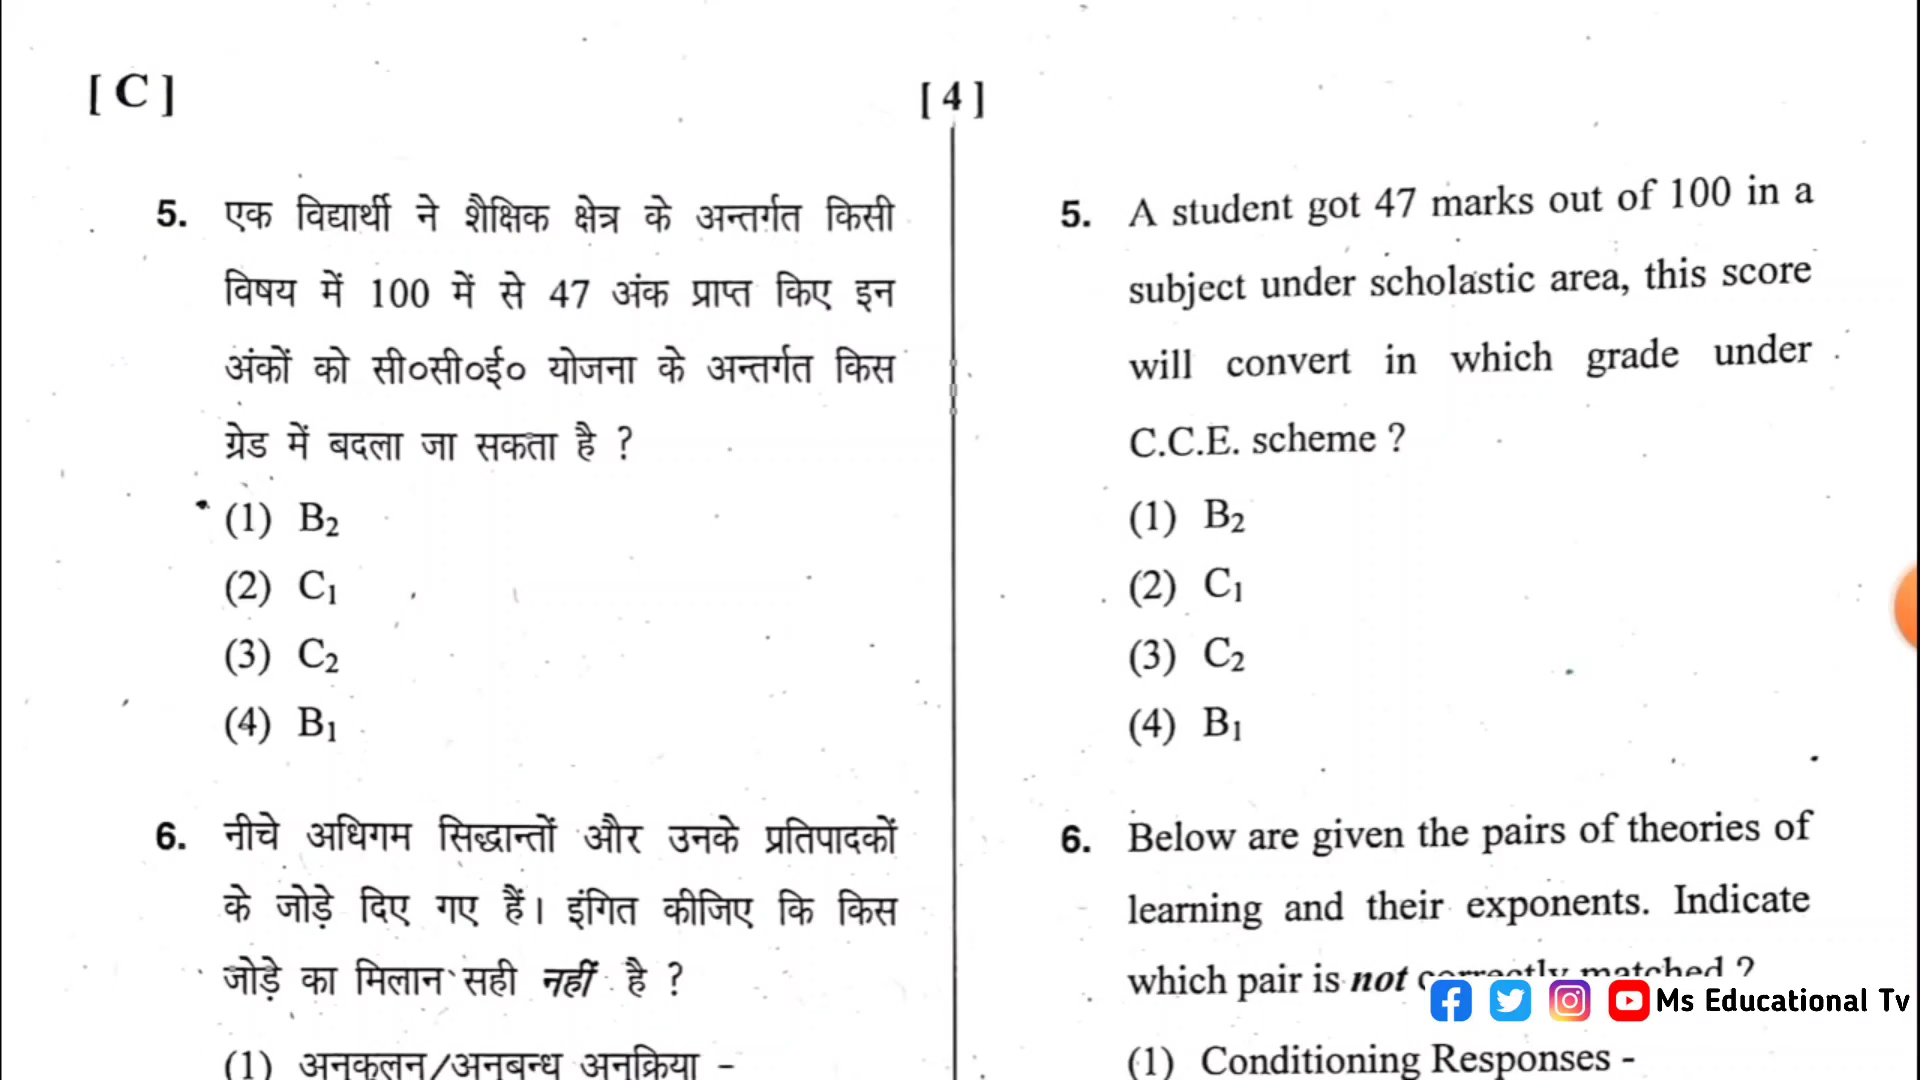 [ C ]
[ 4 ]
5. एक विद्यार्थी ने शैक्षिक क्षेत्र के अन्तर्गत किसी
विषय में 100 में से 47 अंक प्राप्त किए इन
अंकों को सी०सी०ई० योजना के अन्तर्गत किस
ग्रेड में बदला जा सकता है ?
(1) B2
(2) C1
(3) C2
(4) B1
6. नीचे अधिगम सिद्धान्तों और उनके प्रतिपादकों
के जोड़े दिए गए हैं। इंगित कीजिए कि किस
जोड़े का मिलान सही नहीं है ?
(1) अनुकूलन/अनुबन्ध अनुक्रिया -
5. A student got 47 marks out of 100 in a
subject under scholastic area, this score
will convert in which grade under
C.C.E. scheme ?
(1) B2
(2) C1
(3) C2
(4) B1
6. Below are given the pairs of theories of
learning and their exponents. Indicate
which pair is not correctly matched ?
(1) Conditioning Responses -
Ms Educational Tv